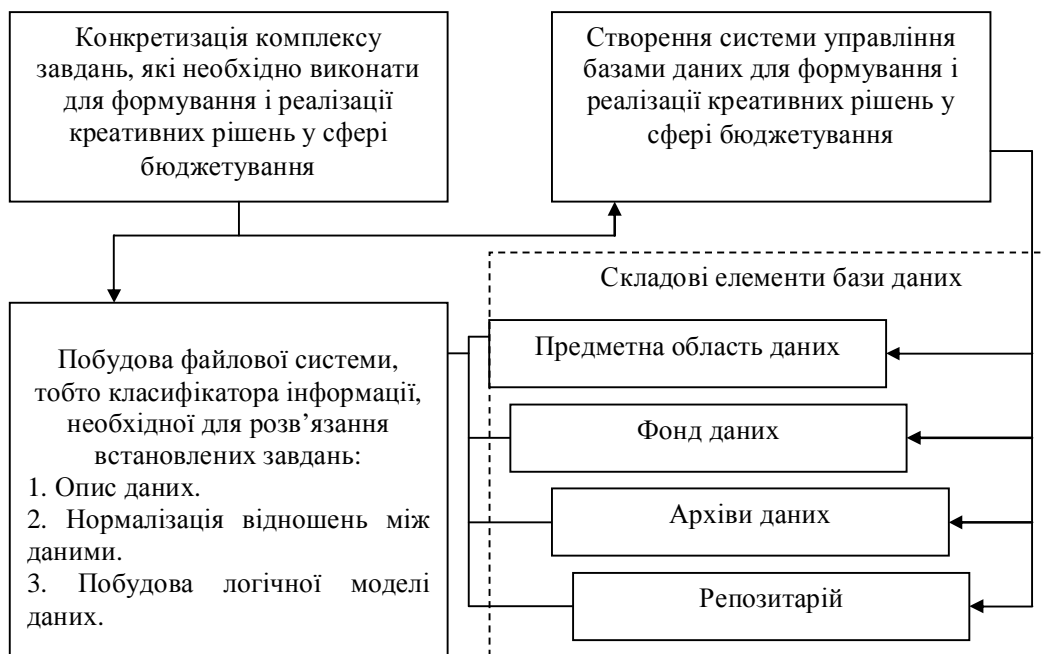 Конкретизація комплексу
завдань, які необхідно виконати
для формування і реалізації
креативних рішень у сфері
бюджетування
Створення системи управління
базами даних для формування і
реалізації креативних рішень у
сфері бюджетування
Складові елементи бази даних
Побудова файлової системи,
тобто класифікатора інформації,
необхідної для розв’язання
встановлених завдань:
1. Опис даних.
2. Нормалізація відношень між
даними.
3. Побудова логічної моделі
даних.
Предметна область даних
Фонд даних
Архіви даних
Репозитарій